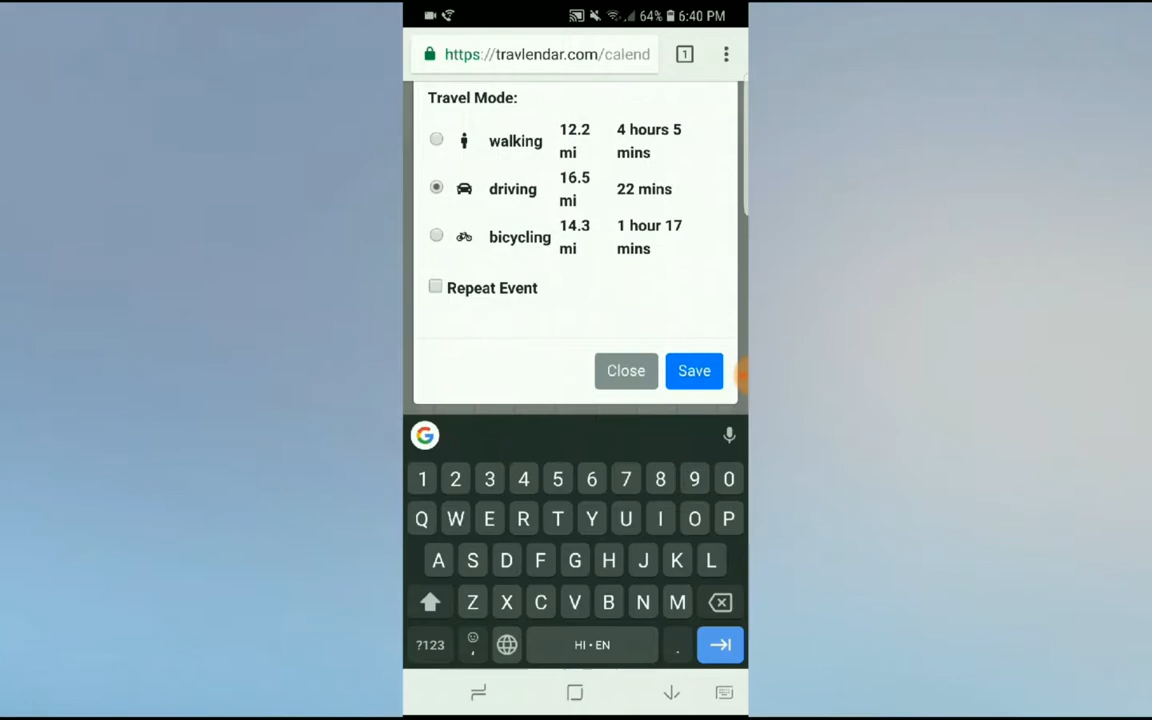 64% 6:40 PM
https://travlendar.com/calend 1
Travel Mode:
walking 12.2 mi 4 hours 5 mins
driving 16.5 mi 22 mins
bicycling 14.3 mi 1 hour 17 mins
Repeat Event
Close Save
G
1 2 3 4 5 6 7 8 9 0
Q W E R T Y U I O P
A S D F G H J K L
Z X C V B N M
?123 , HI • EN .